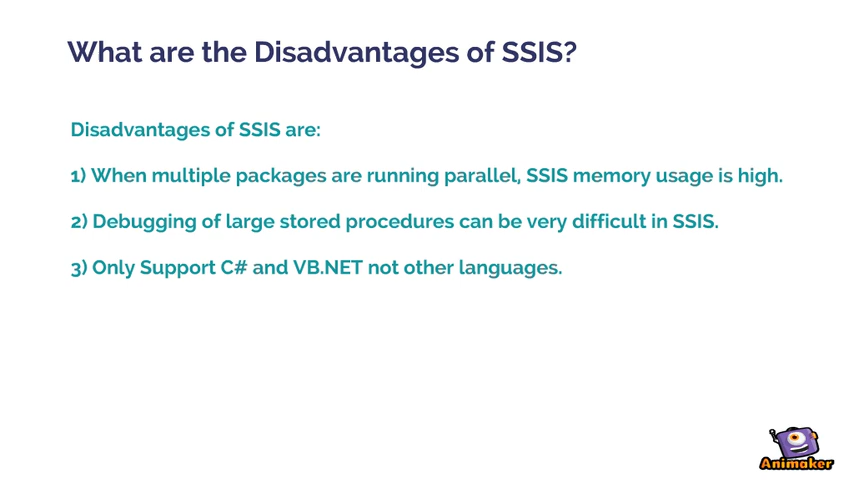 What are the Disadvantages of SSIS?
Disadvantages of SSIS are:
1) When multiple packages are running parallel, SSIS memory usage is high.
2) Debugging of large stored procedures can be very difficult in SSIS.
3) Only Support C# and VB.NET not other languages.
Animaker